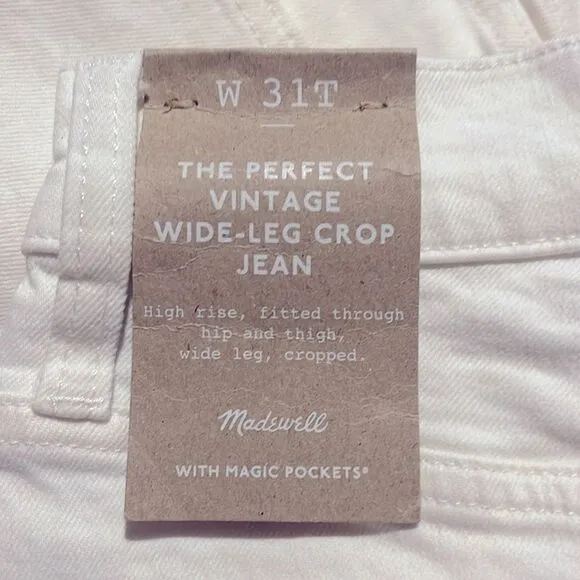 W 31T
THE PERFECT
VINTAGE
WIDE-LEG CROP
JEAN
High rise, fitted through
hip and thigh,
wide leg, cropped.
Madewell
WITH MAGIC POCKETS®